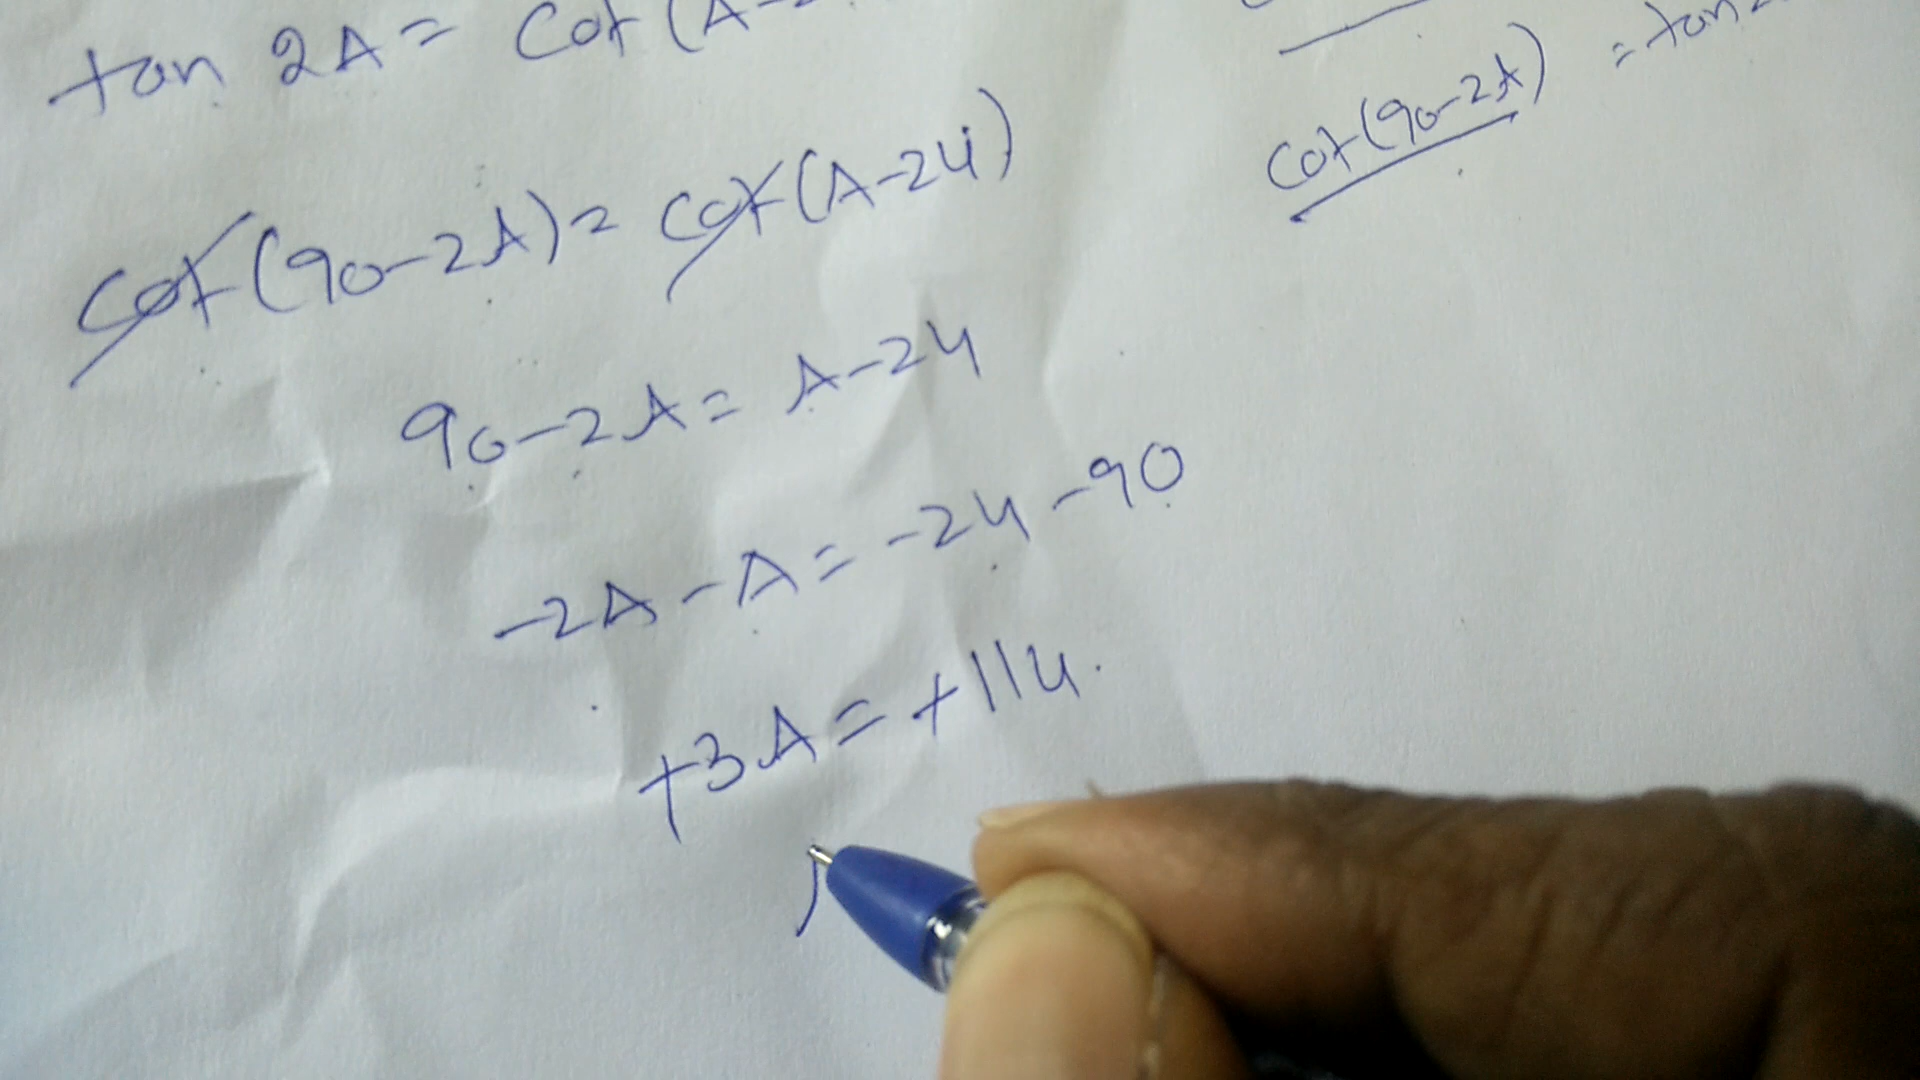 tan 2A = Cot (A-
Cot (90-2A) = tan
Cot (90-2A) = Cot (A-24)
90-2A = A-24
-2A-A = -24-90
+3A = +114.